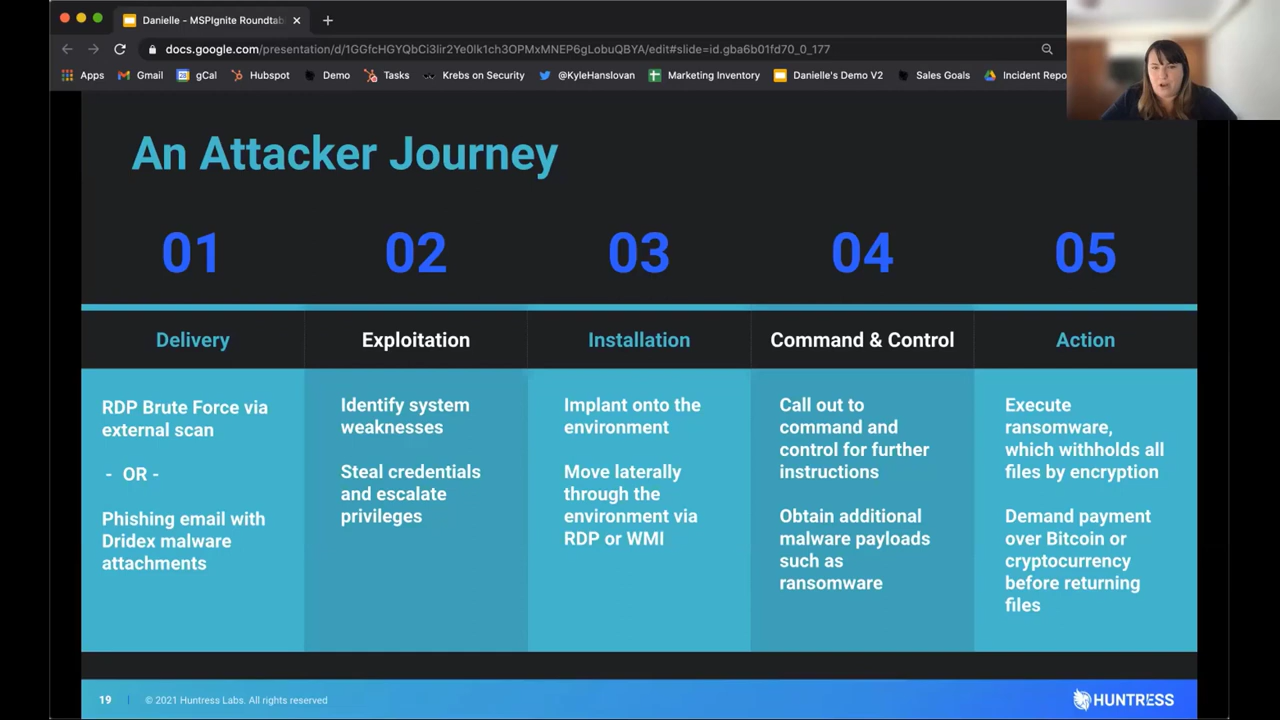 Danielle - MSPIgnite Roundtab
docs.google.com/presentation/d/1GGfcHGYQbCi3Iir2Ye0lk1ch3OPMxMNEP6gLobuQBYA/edit#slide=id.gba6b01fd70_0_177
Apps Gmail gCal Hubspot Demo Tasks Krebs on Security @KyleHanslovan Marketing Inventory Danielle's Demo V2 Sales Goals Incident Repo
An Attacker Journey
01 02 03 04 05
Delivery Exploitation Installation Command & Control Action
RDP Brute Force via
external scan
- OR -
Phishing email with
Dridex malware
attachments
Identify system
weaknesses
Steal credentials
and escalate
privileges
Implant onto the
environment
Move laterally
through the
environment via
RDP or WMI
Call out to
command and
control for further
instructions
Obtain additional
malware payloads
such as
ransomware
Execute
ransomware,
which withholds all
files by encryption
Demand payment
over Bitcoin or
cryptocurrency
before returning
files
19 | © 2021 Huntress Labs. All rights reserved
HUNTRESS